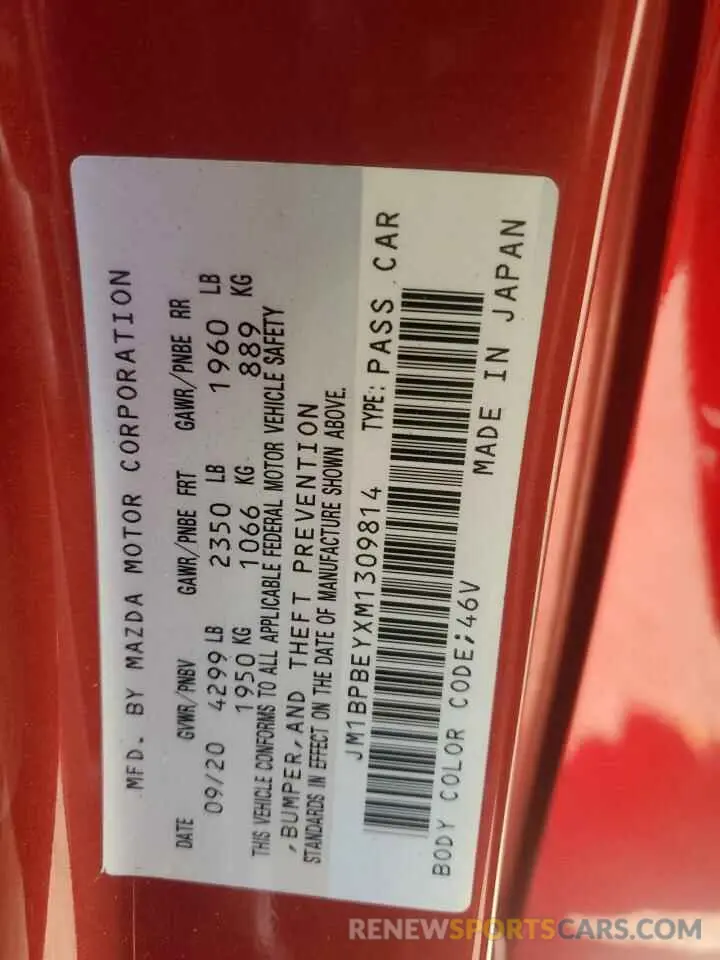 MFD. BY MAZDA MOTOR CORPORATION
DATE GVWR/PNBV GAWR/PNBE FRT GAWR/PNBE RR
09/20 4299 LB 2350 LB 1960 LB
1950 KG 1066 KG 889 KG
THIS VEHICLE CONFORMS TO ALL APPLICABLE FEDERAL MOTOR VEHICLE SAFETY
,BUMPER,AND THEFT PREVENTION
STANDARDS IN EFFECT ON THE DATE OF MANUFACTURE SHOWN ABOVE.
JM1BPBEYXM1309814 TYPE: PASS CAR
BODY COLOR CODE;46V MADE IN JAPAN
RENEWSPORTSCARS.COM